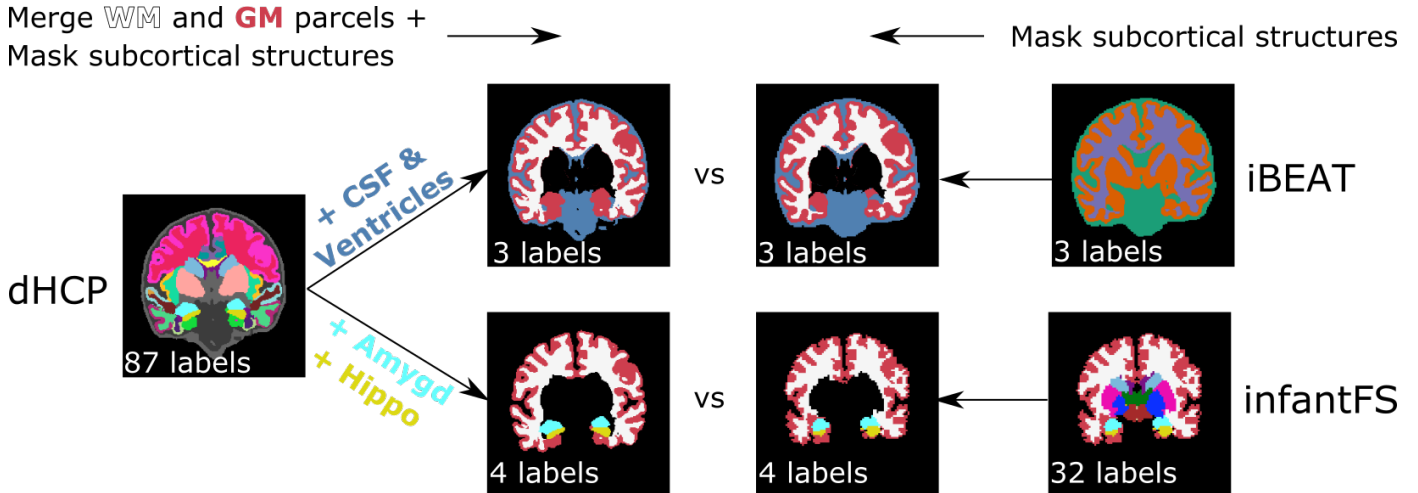 Merge WM and GM parcels +
Mask subcortical structures
Mask subcortical structures
+ CSF &
Ventricles
3 labels
vs
3 labels
3 labels
iBEAT
dHCP
87 labels
+ Amygd
+ Hippo
4 labels
vs
4 labels
32 labels
infantFS